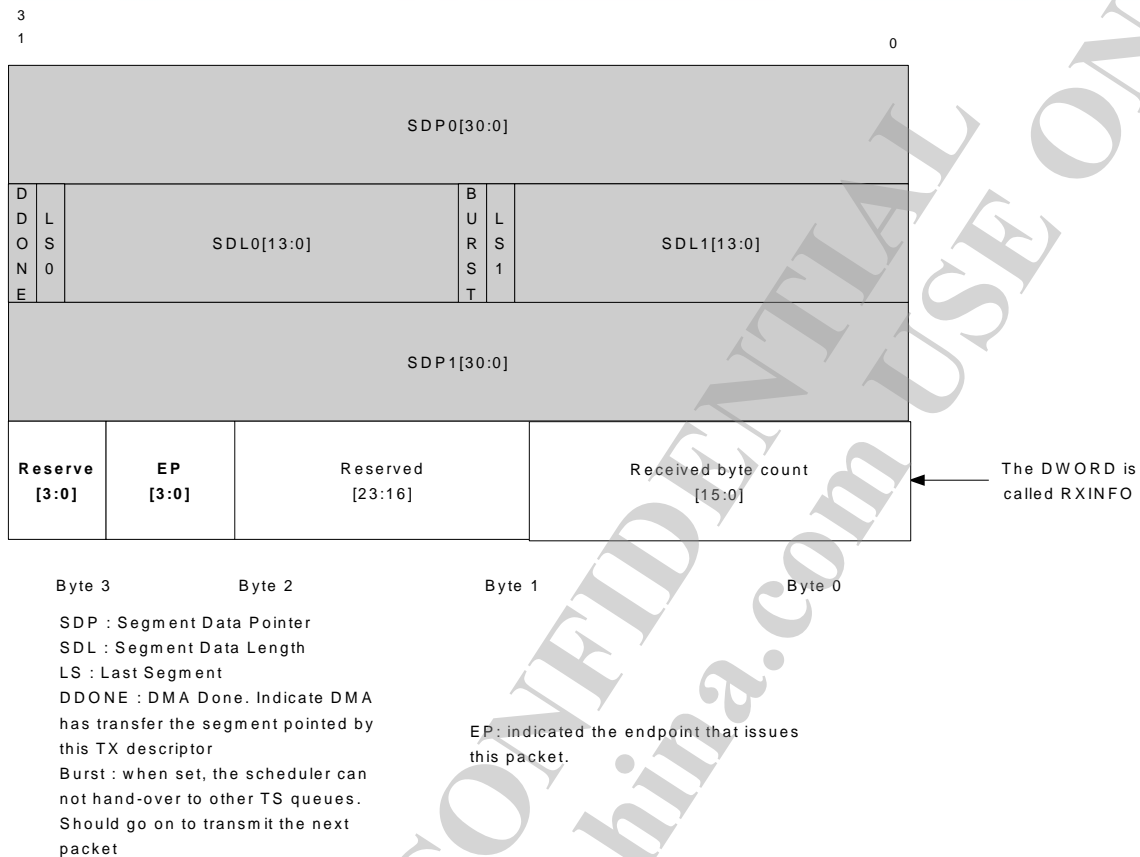 3
1
0
SDP0[30:0]
DDONE
LS0
SDL0[13:0]
BURST
LS1
SDL1[13:0]
SDP1[30:0]
Reserve
[3:0]
EP
[3:0]
Reserved
[23:16]
Received byte count
[15:0]
The DWORD is
called RXINFO
Byte 3
Byte 2
Byte 1
Byte 0
SDP : Segment Data Pointer
SDL : Segment Data Length
LS : Last Segment
DDONE : DMA Done. Indicate DMA
has transfer the segment pointed by
this TX descriptor
Burst : when set, the scheduler can
not hand-over to other TS queues.
Should go on to transmit the next
packet
EP: indicated the endpoint that issues
this packet.
CONFIDENTIAL
hina.com USE ON